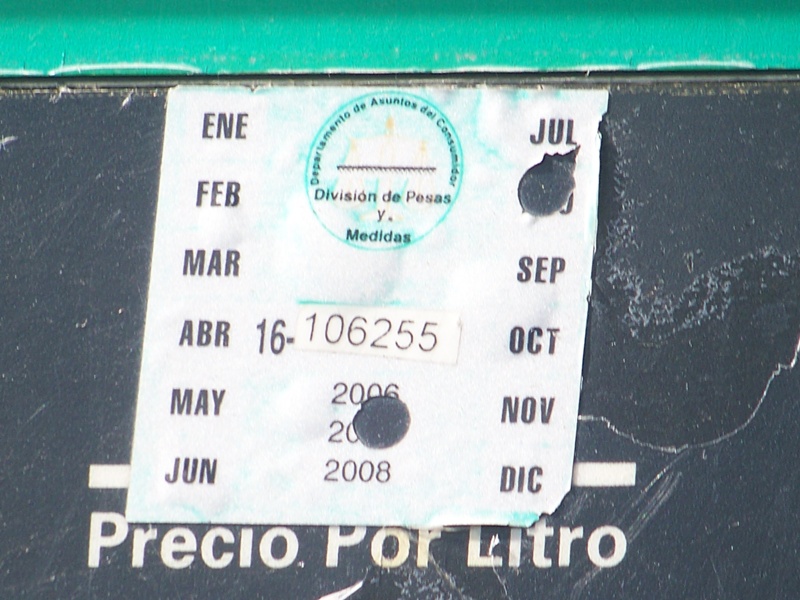 ENE
FEB
MAR
ABR
MAY
JUN
Departamento de Asuntos del Consumidor
División de Pesas
y
Medidas
16-106255
2006
2008
JUL
SEP
OCT
NOV
DIC
Precio Por Litro